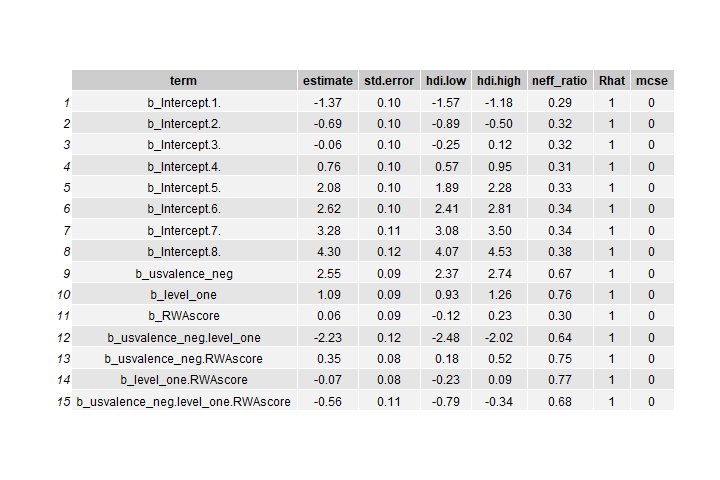 term estimate std.error hdi.low hdi.high neff_ratio Rhat mcse
1 b_Intercept.1. -1.37 0.10 -1.57 -1.18 0.29 1 0
2 b_Intercept.2. -0.69 0.10 -0.89 -0.50 0.32 1 0
3 b_Intercept.3. -0.06 0.10 -0.25 0.12 0.32 1 0
4 b_Intercept.4. 0.76 0.10 0.57 0.95 0.31 1 0
5 b_Intercept.5. 2.08 0.10 1.89 2.28 0.33 1 0
6 b_Intercept.6. 2.62 0.10 2.41 2.81 0.34 1 0
7 b_Intercept.7. 3.28 0.11 3.08 3.50 0.34 1 0
8 b_Intercept.8. 4.30 0.12 4.07 4.53 0.38 1 0
9 b_usvalence_neg 2.55 0.09 2.37 2.74 0.67 1 0
10 b_level_one 1.09 0.09 0.93 1.26 0.76 1 0
11 b_RWAscore 0.06 0.09 -0.12 0.23 0.30 1 0
12 b_usvalence_neg.level_one -2.23 0.12 -2.48 -2.02 0.64 1 0
13 b_usvalence_neg.RWAscore 0.35 0.08 0.18 0.52 0.75 1 0
14 b_level_one.RWAscore -0.07 0.08 -0.23 0.09 0.77 1 0
15 b_usvalence_neg.level_one.RWAscore -0.56 0.11 -0.79 -0.34 0.68 1 0